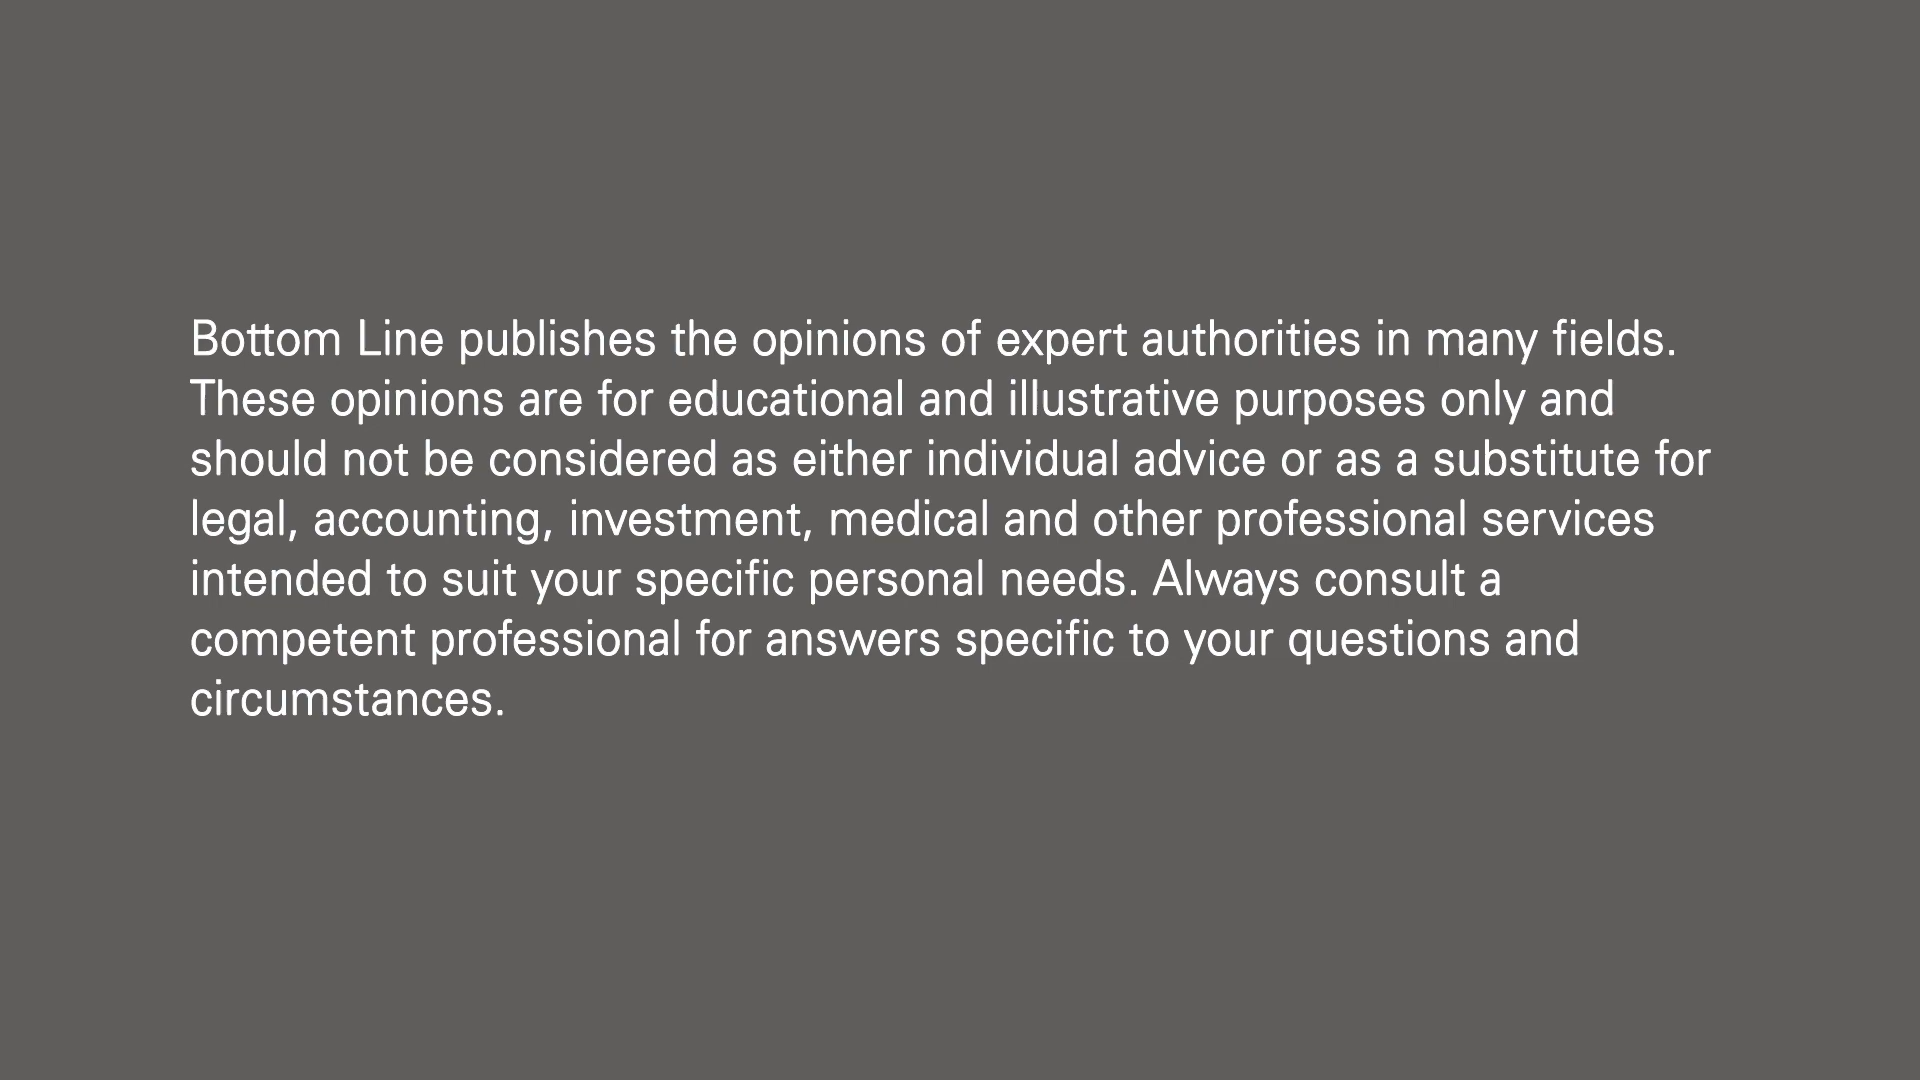 Bottom Line publishes the opinions of expert authorities in many fields.
These opinions are for educational and illustrative purposes only and
should not be considered as either individual advice or as a substitute for
legal, accounting, investment, medical and other professional services
intended to suit your specific personal needs. Always consult a
competent professional for answers specific to your questions and
circumstances.